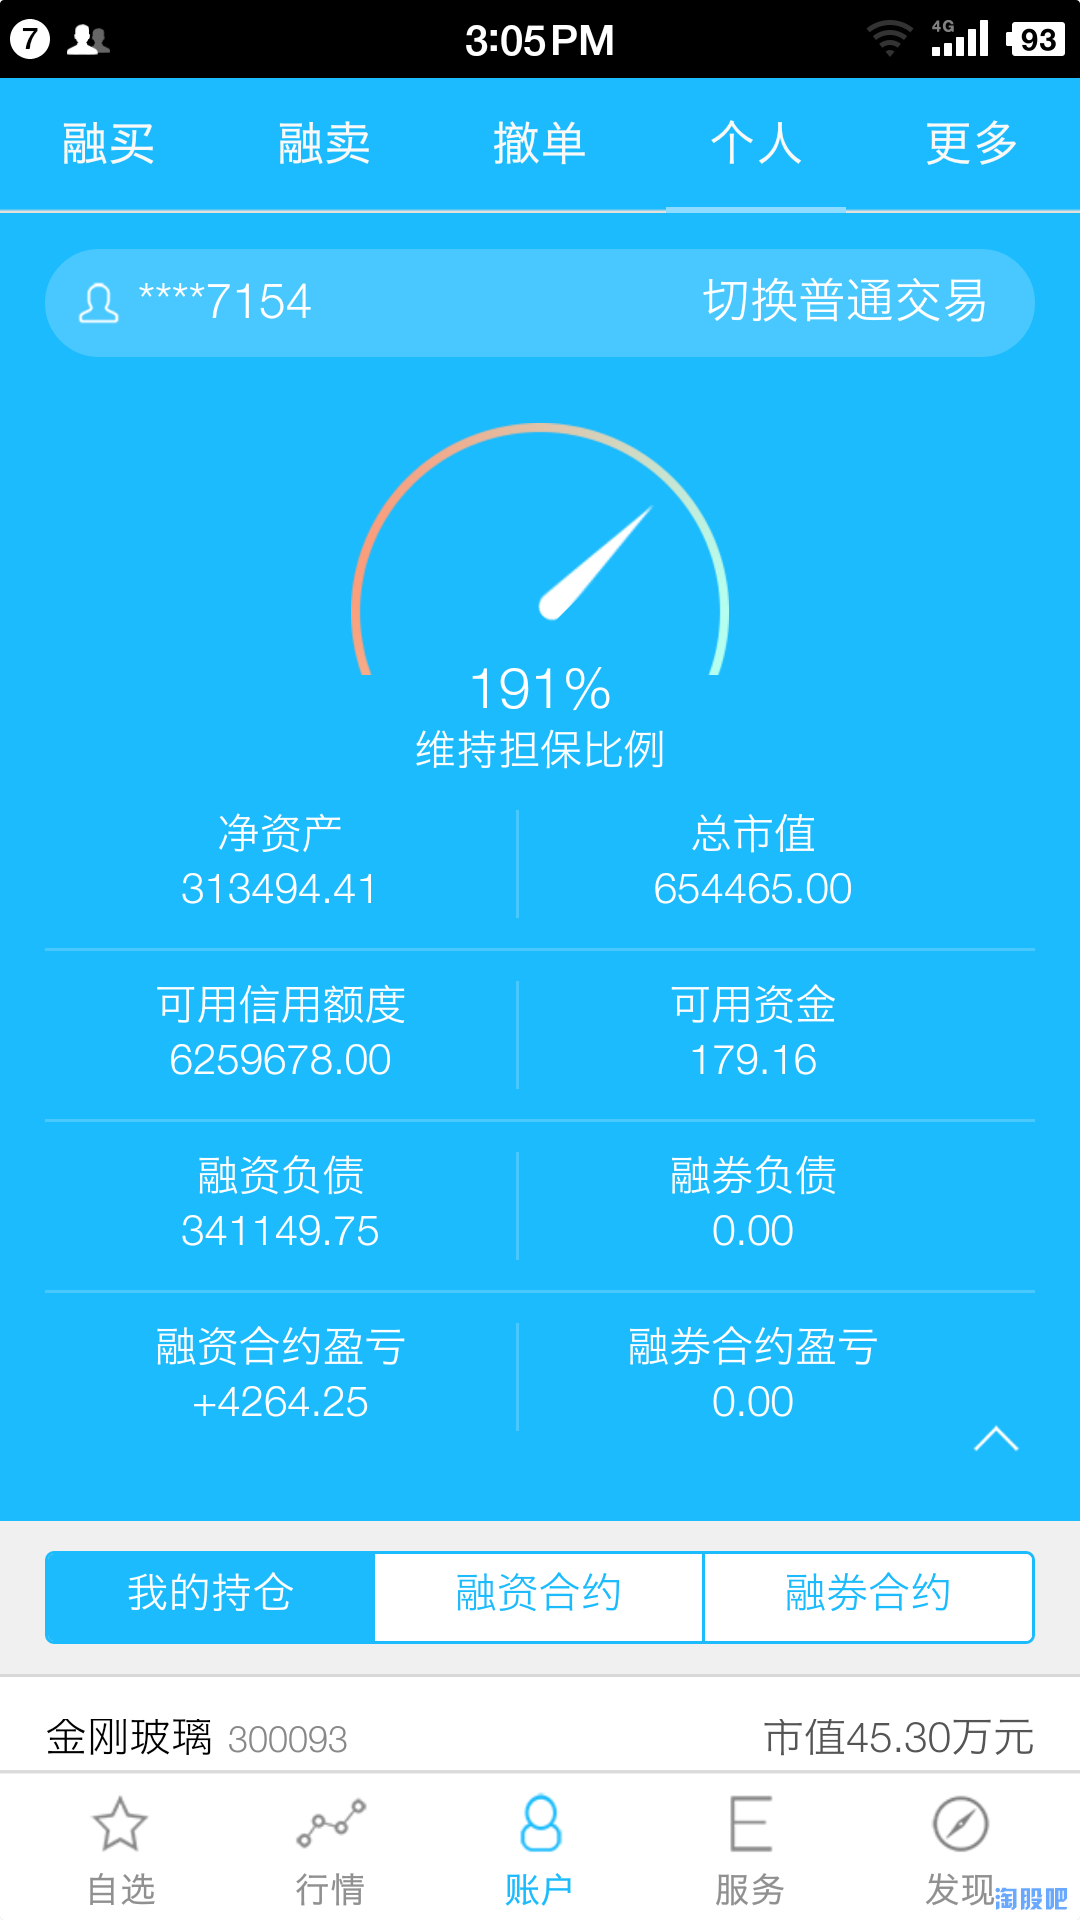 7 3:05PM 4G 93
融买 融卖 撤单 个人 更多
****7154 切换普通交易
191%
维持担保比例
净资产 总市值
313494.41 654465.00
可用信用额度 可用资金
6259678.00 179.16
融资负债 融券负债
341149.75 0.00
融资合约盈亏 融券合约盈亏
+4264.25 0.00
我的持仓 融资合约 融券合约
金刚玻璃 300093 市值45.30万元
自选 行情 账户 服务 发现
淘股吧